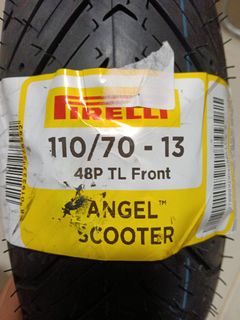 PIRELLI
110/70 - 13
48P TL Front
ANGEL™
SCOOTER